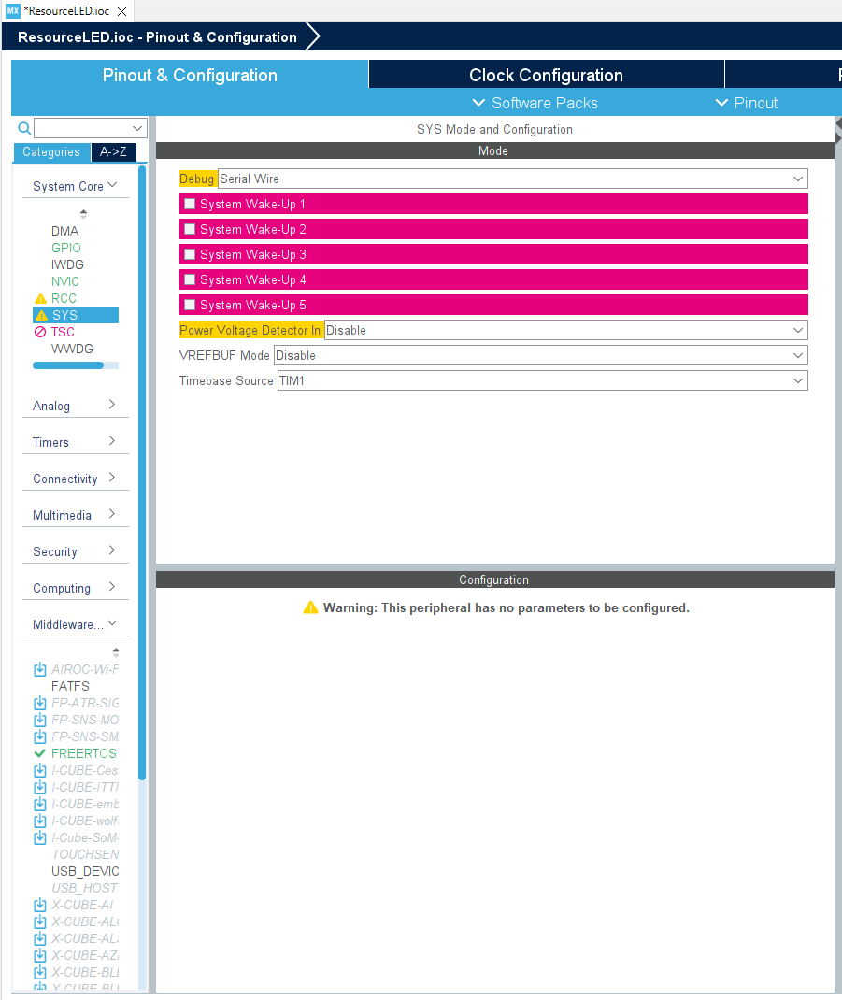 MX *ResourceLED.ioc
ResourceLED.ioc - Pinout & Configuration
Pinout & Configuration
Clock Configuration
Software Packs
Pinout
Categories
A->Z
System Core
DMA
GPIO
IWDG
NVIC
RCC
SYS
TSC
WWDG
Analog
Timers
Connectivity
Multimedia
Security
Computing
Middleware...
AIROC-Wi-F
FATFS
FP-ATR-SIG
FP-SNS-MO
FP-SNS-SM
FREERTOS
I-CUBE-Ces
I-CUBE-ITTI
I-CUBE-emb
I-CUBE-wolf
I-Cube-SoM-
TOUCHSEN
USB_DEVIC
USB_HOST
X-CUBE-AI
X-CUBE-AL
X-CUBE-AL
X-CUBE-AZ
X-CUBE-BL
X-CUBE-BL
SYS Mode and Configuration
Mode
Debug Serial Wire
System Wake-Up 1
System Wake-Up 2
System Wake-Up 3
System Wake-Up 4
System Wake-Up 5
Power Voltage Detector In Disable
VREFBUF Mode Disable
Timebase Source TIM1
Configuration
Warning: This peripheral has no parameters to be configured.